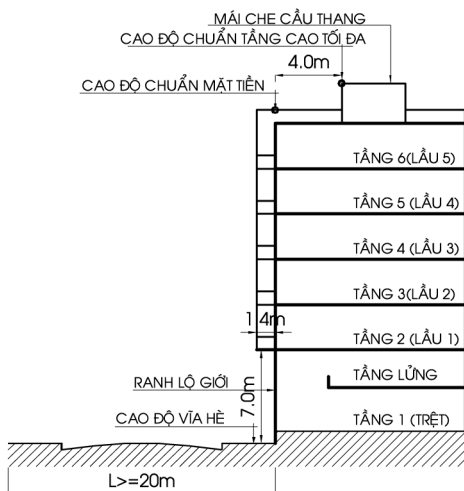 MÁI CHE CẦU THANG
CAO ĐỘ CHUẨN TẦNG CAO TỐI ĐA
4.0m
CAO ĐỘ CHUẨN MẶT TIỀN
TẦNG 6(LẦU 5)
TẦNG 5 (LẦU 4)
TẦNG 4 (LẦU 3)
TẦNG 3(LẦU 2)
1.4m
TẦNG 2 (LẦU 1)
TẦNG LỬNG
RANH LỘ GIỚI
7.0m
CAO ĐỘ VĨA HÈ
TẦNG 1 (TRỆT)
L>=20m